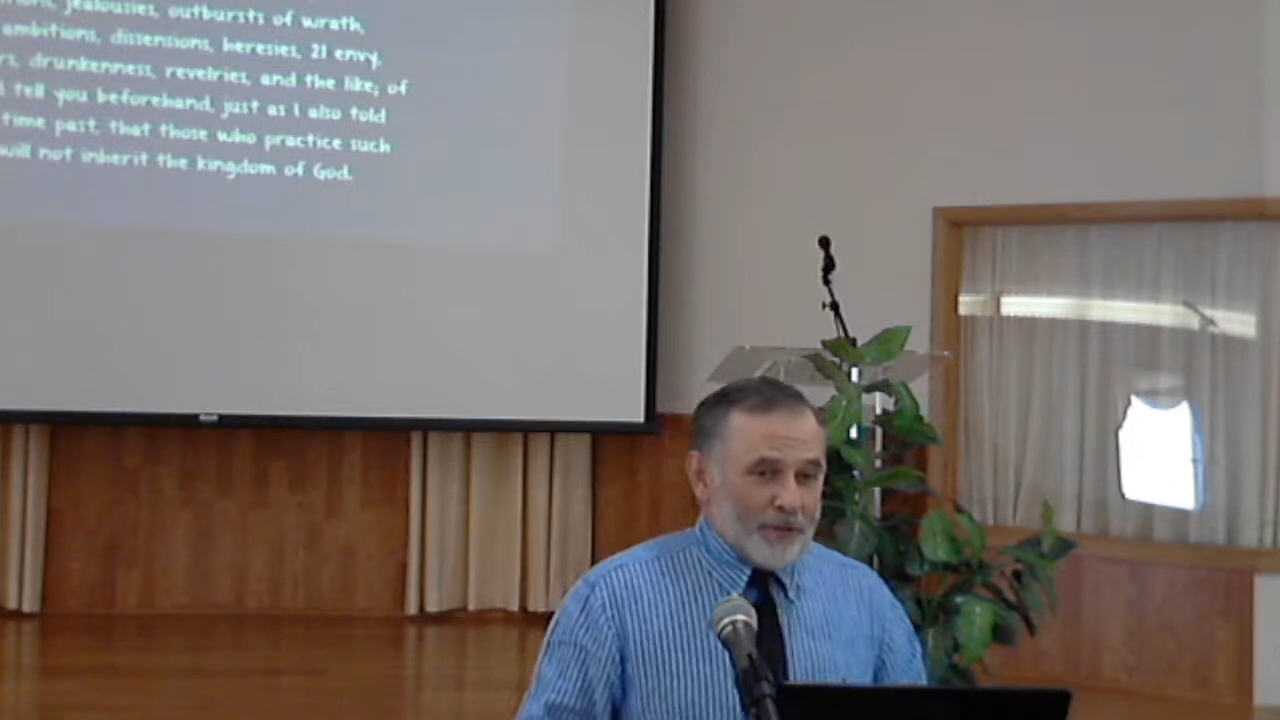 jealousies, outbursts of wrath,
ambitions, dissensions, heresies, 21 envy,
drunkenness, revelries, and the like; of
tell you beforehand, just as I also told
time past, that those who practice such
will not inherit the kingdom of God.